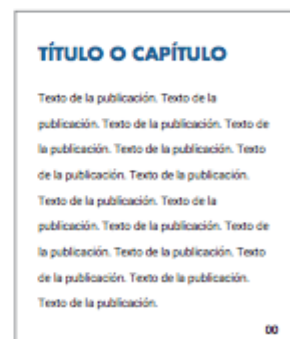 TÍTULO O CAPÍTULO
Texto de la publicación. Texto de la
publicación. Texto de la publicación. Texto de
la publicación. Texto de la publicación. Texto
de la publicación. Texto de la publicación.
Texto de la publicación. Texto de la
publicación. Texto de la publicación. Texto de
la publicación. Texto de la publicación. Texto
de la publicación. Texto de la publicación.
Texto de la publicación.
00